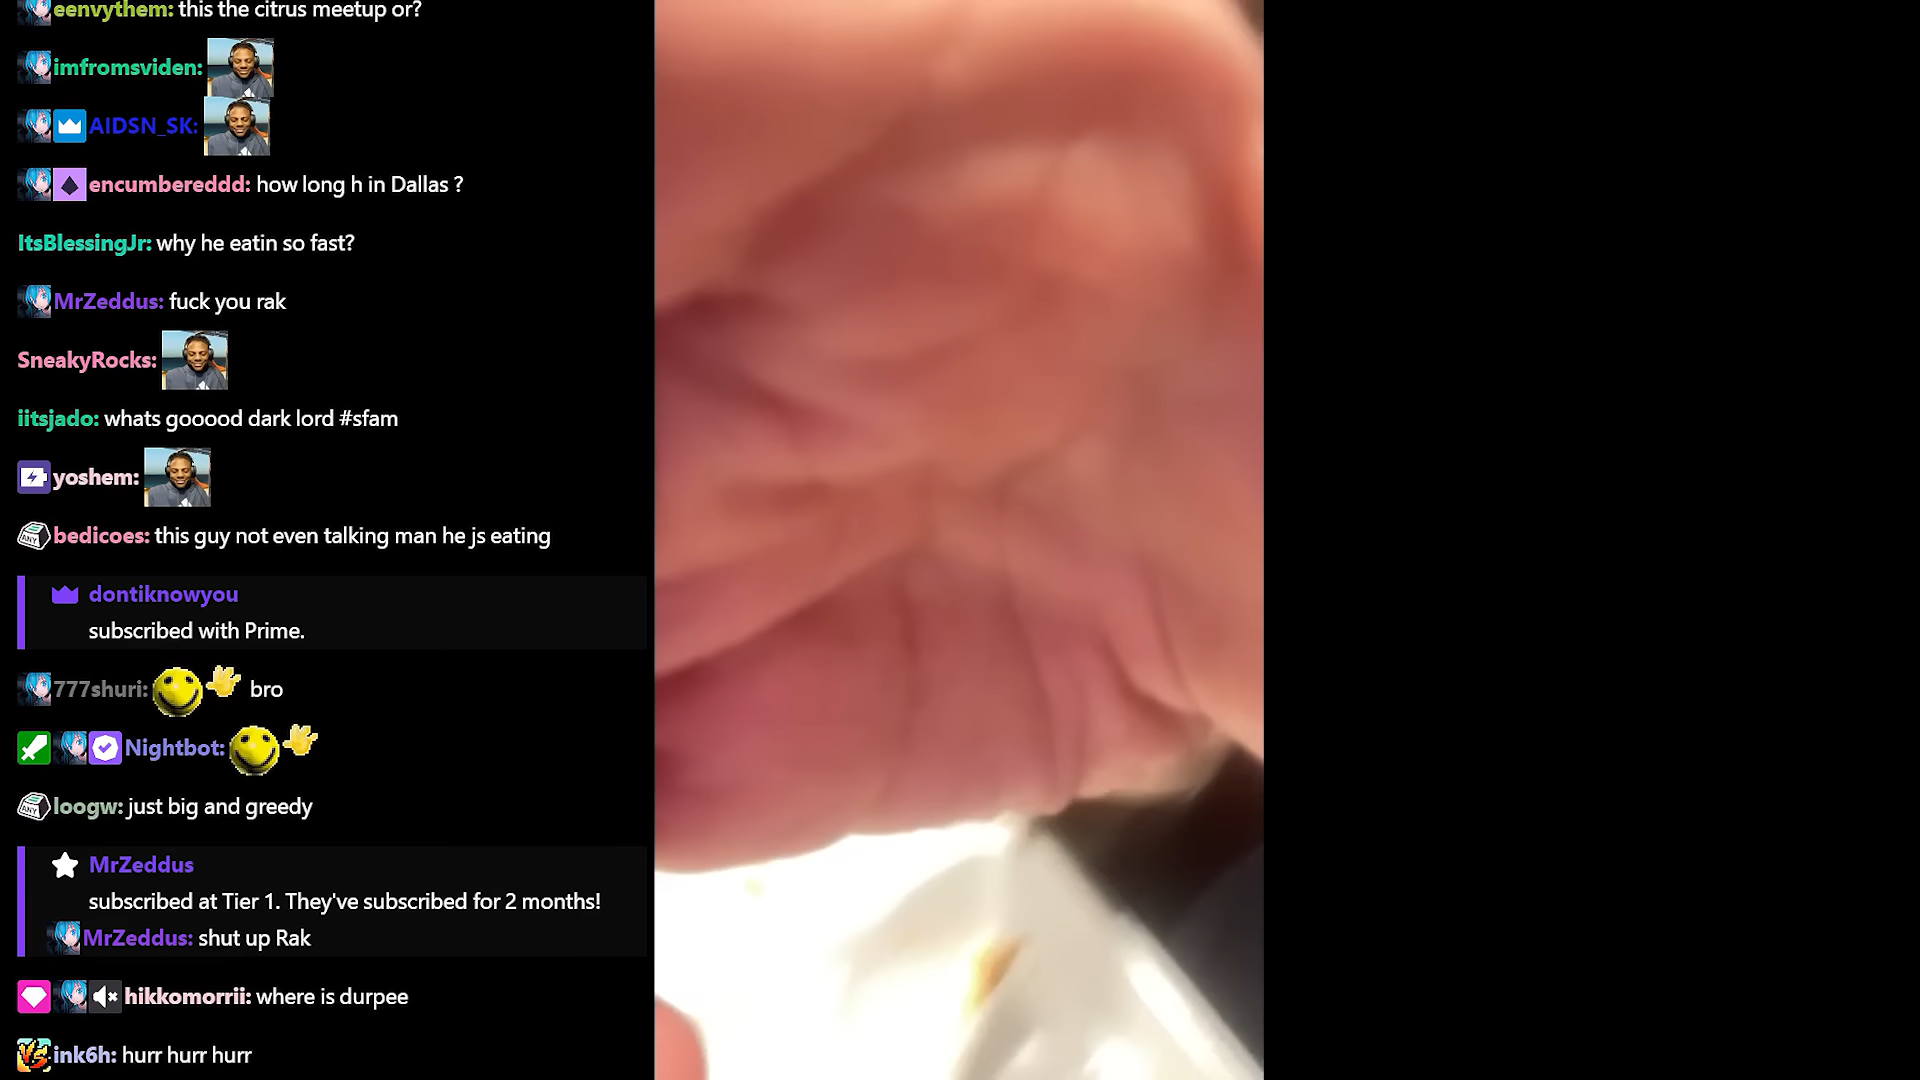 eenvythem: this the citrus meetup or?
imfromsviden:
AIDSN_SK:
encumbereddd: how long h in Dallas ?
ItsBlessingJr: why he eatin so fast?
MrZeddus: fuck you rak
SneakyRocks:
iitsjado: whats gooood dark lord #sfam
yoshem:
ANY bedicoes: this guy not even talking man he js eating
dontiknowyou
subscribed with Prime.
777shuri: bro
Nightbot:
ANY loogw: just big and greedy
MrZeddus
subscribed at Tier 1. They've subscribed for 2 months!
MrZeddus: shut up Rak
hikkomorrii: where is durpee
VS ink6h: hurr hurr hurr